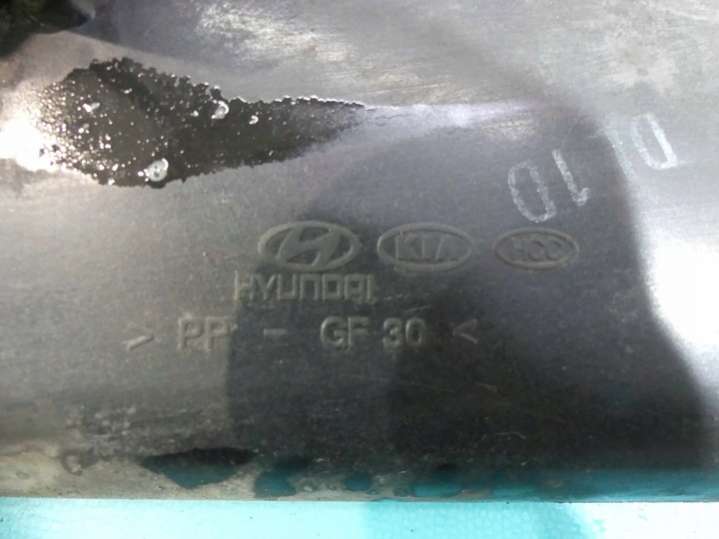 KIA HCC
HYUNDAI
> PP - GF 30 <